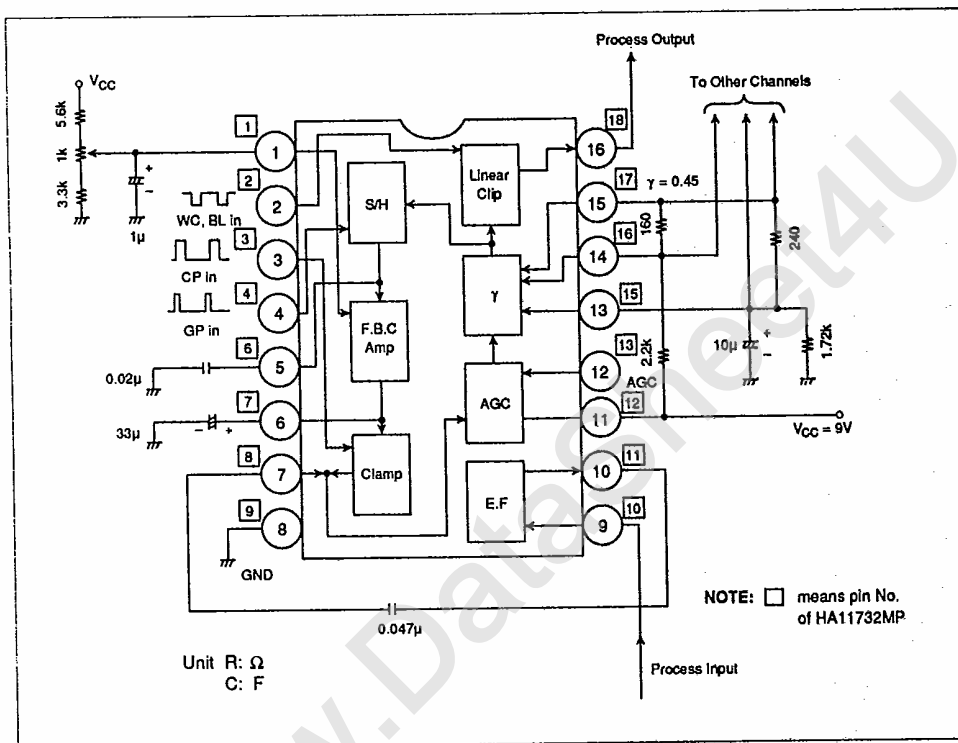 Process Output
To Other Channels
VCC
5.6k
1k
3.3k
+
−
1µ
1
1
2
2
WC, BL in
3
3
CP in
4
4
GP in
6
5
0.02µ
7
6
33µ
− +
8
7
9
8
GND
S/H
F.B.C
Amp
Clamp
Linear
Clip
γ
AGC
E.F
18
16
17
15
γ = 0.45
160
16
14
240
15
13
13
12
2.2k
AGC
12
11
10µ
+
−
1.72k
VCC = 9V
11
10
10
9
0.047µ
NOTE: □ means pin No.
of HA11732MP
Unit R: Ω
C: F
Process Input
www.DataSheet4U